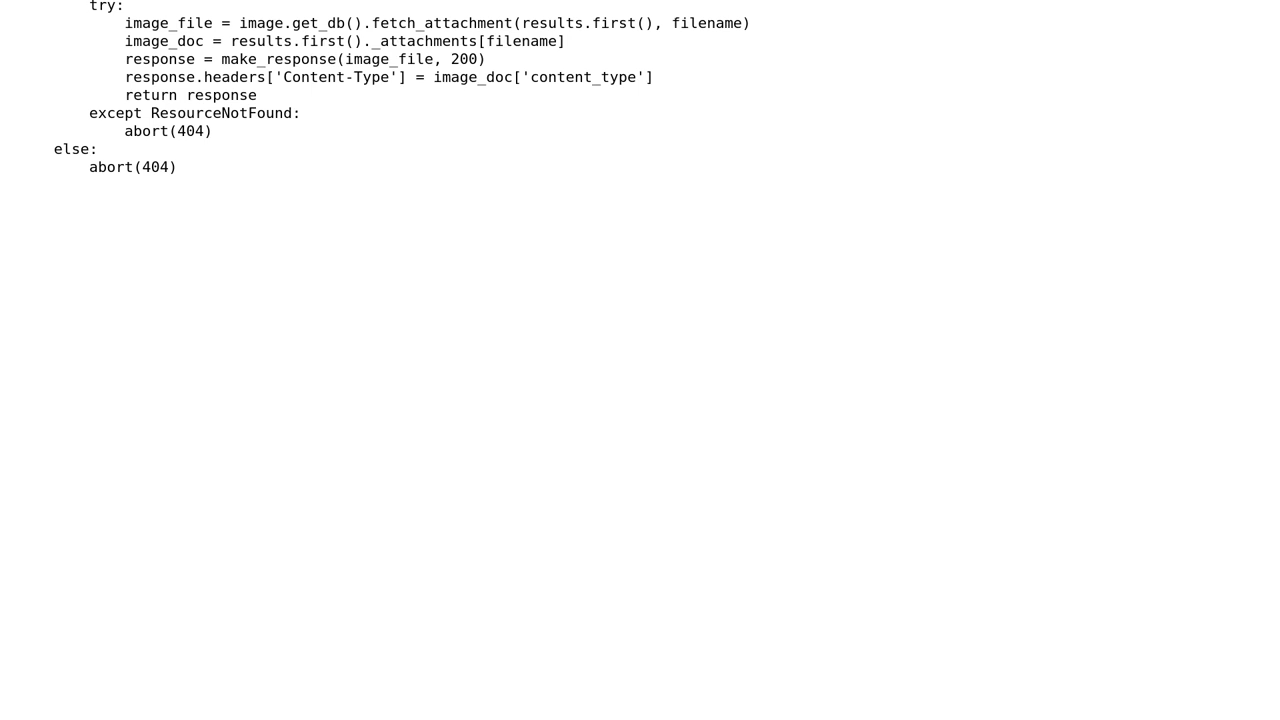 try:
            image_file = image.get_db().fetch_attachment(results.first(), filename)
            image_doc = results.first()._attachments[filename]
            response = make_response(image_file, 200)
            response.headers['Content-Type'] = image_doc['content_type']
            return response
        except ResourceNotFound:
            abort(404)
    else:
        abort(404)